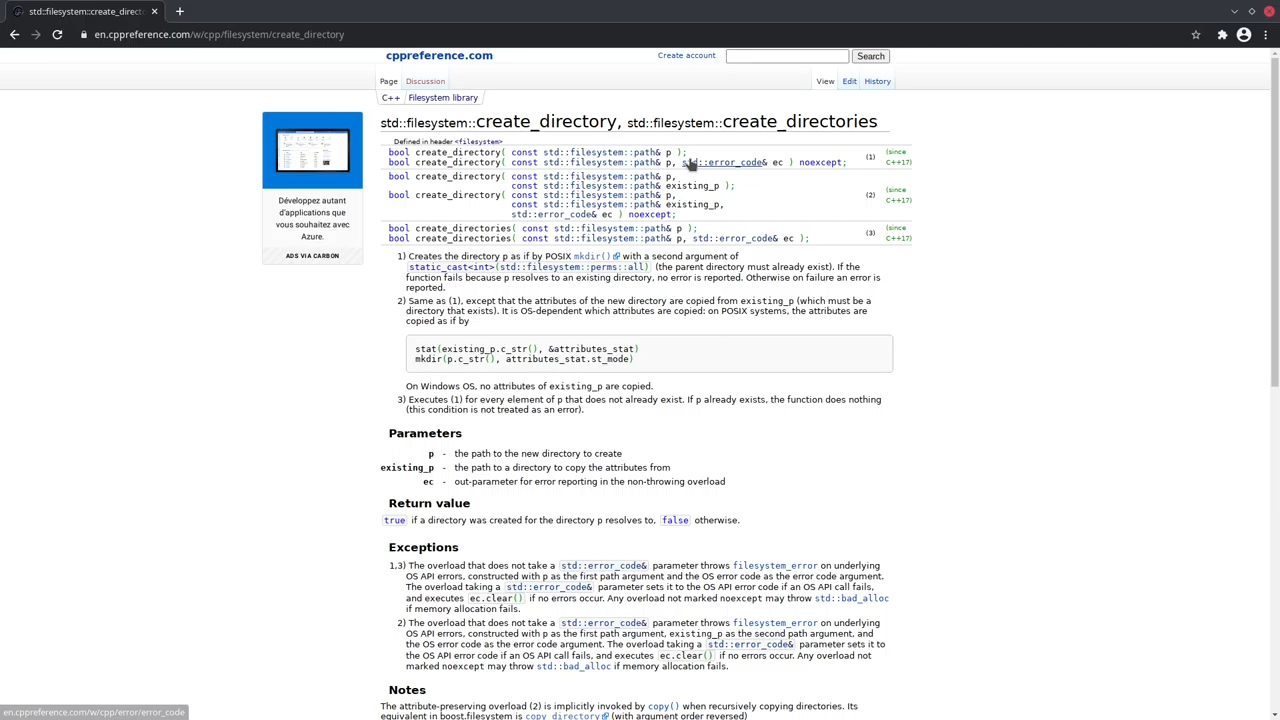 std::filesystem::create_direct
en.cppreference.com/w/cpp/filesystem/create_directory
cppreference.com
Create account
Search
Page
Discussion
View
Edit
History
C++
Filesystem library
Développez autant
d'applications que
vous souhaitez avec
Azure.
ADS VIA CARBON
std::filesystem::create_directory, std::filesystem::create_directories
Defined in header <filesystem>
bool create_directory( const std::filesystem::path& p );
bool create_directory( const std::filesystem::path& p, std::error_code& ec ) noexcept;
(1)
(since
C++17)
bool create_directory( const std::filesystem::path& p,
const std::filesystem::path& existing_p );
bool create_directory( const std::filesystem::path& p,
const std::filesystem::path& existing_p,
std::error_code& ec ) noexcept;
(2)
(since
C++17)
bool create_directories( const std::filesystem::path& p );
bool create_directories( const std::filesystem::path& p, std::error_code& ec );
(3)
(since
C++17)
1) Creates the directory p as if by POSIX mkdir() with a second argument of
static_cast<int>(std::filesystem::perms::all) (the parent directory must already exist). If the
function fails because p resolves to an existing directory, no error is reported. Otherwise on failure an error is
reported.
2) Same as (1), except that the attributes of the new directory are copied from existing_p (which must be a
directory that exists). It is OS-dependent which attributes are copied: on POSIX systems, the attributes are
copied as if by
stat(existing_p.c_str(), &attributes_stat)
mkdir(p.c_str(), attributes_stat.st_mode)
On Windows OS, no attributes of existing_p are copied.
3) Executes (1) for every element of p that does not already exist. If p already exists, the function does nothing
(this condition is not treated as an error).
Parameters
p - the path to the new directory to create
existing_p - the path to a directory to copy the attributes from
ec - out-parameter for error reporting in the non-throwing overload
Return value
true if a directory was created for the directory p resolves to, false otherwise.
Exceptions
1,3) The overload that does not take a std::error_code& parameter throws filesystem_error on underlying
OS API errors, constructed with p as the first path argument and the OS error code as the error code argument.
The overload taking a std::error_code& parameter sets it to the OS API error code if an OS API call fails,
and executes ec.clear() if no errors occur. Any overload not marked noexcept may throw std::bad_alloc
if memory allocation fails.
2) The overload that does not take a std::error_code& parameter throws filesystem_error on underlying
OS API errors, constructed with p as the first path argument, existing_p as the second path argument, and
the OS error code as the error code argument. The overload taking a std::error_code& parameter sets it to
the OS API error code if an OS API call fails, and executes ec.clear() if no errors occur. Any overload not
marked noexcept may throw std::bad_alloc if memory allocation fails.
Notes
The attribute-preserving overload (2) is implicitly invoked by copy() when recursively copying directories. Its
equivalent in boost.filesystem is copy_directory (with argument order reversed)
en.cppreference.com/w/cpp/error/error_code